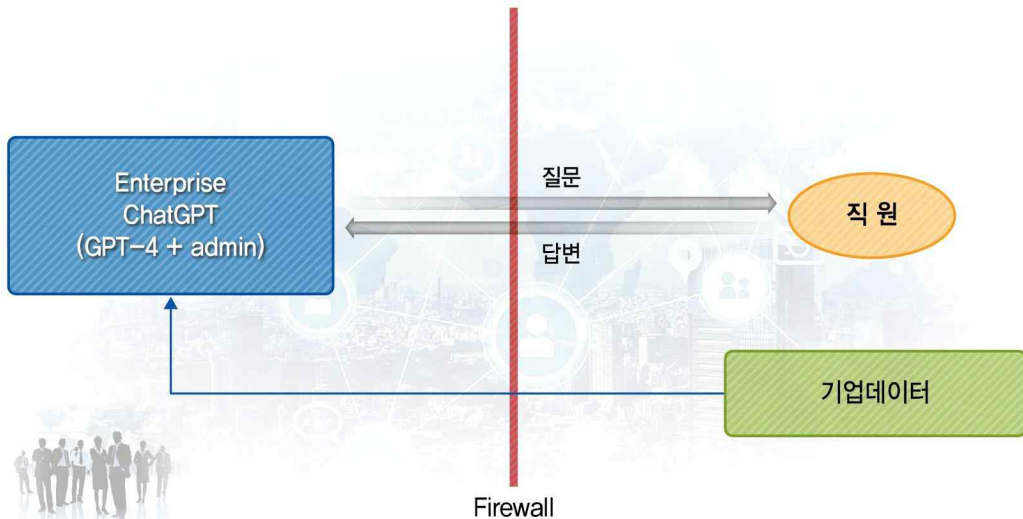 Enterprise
ChatGPT
(GPT-4 + admin)
질문
답변
직 원
기업데이터
Firewall